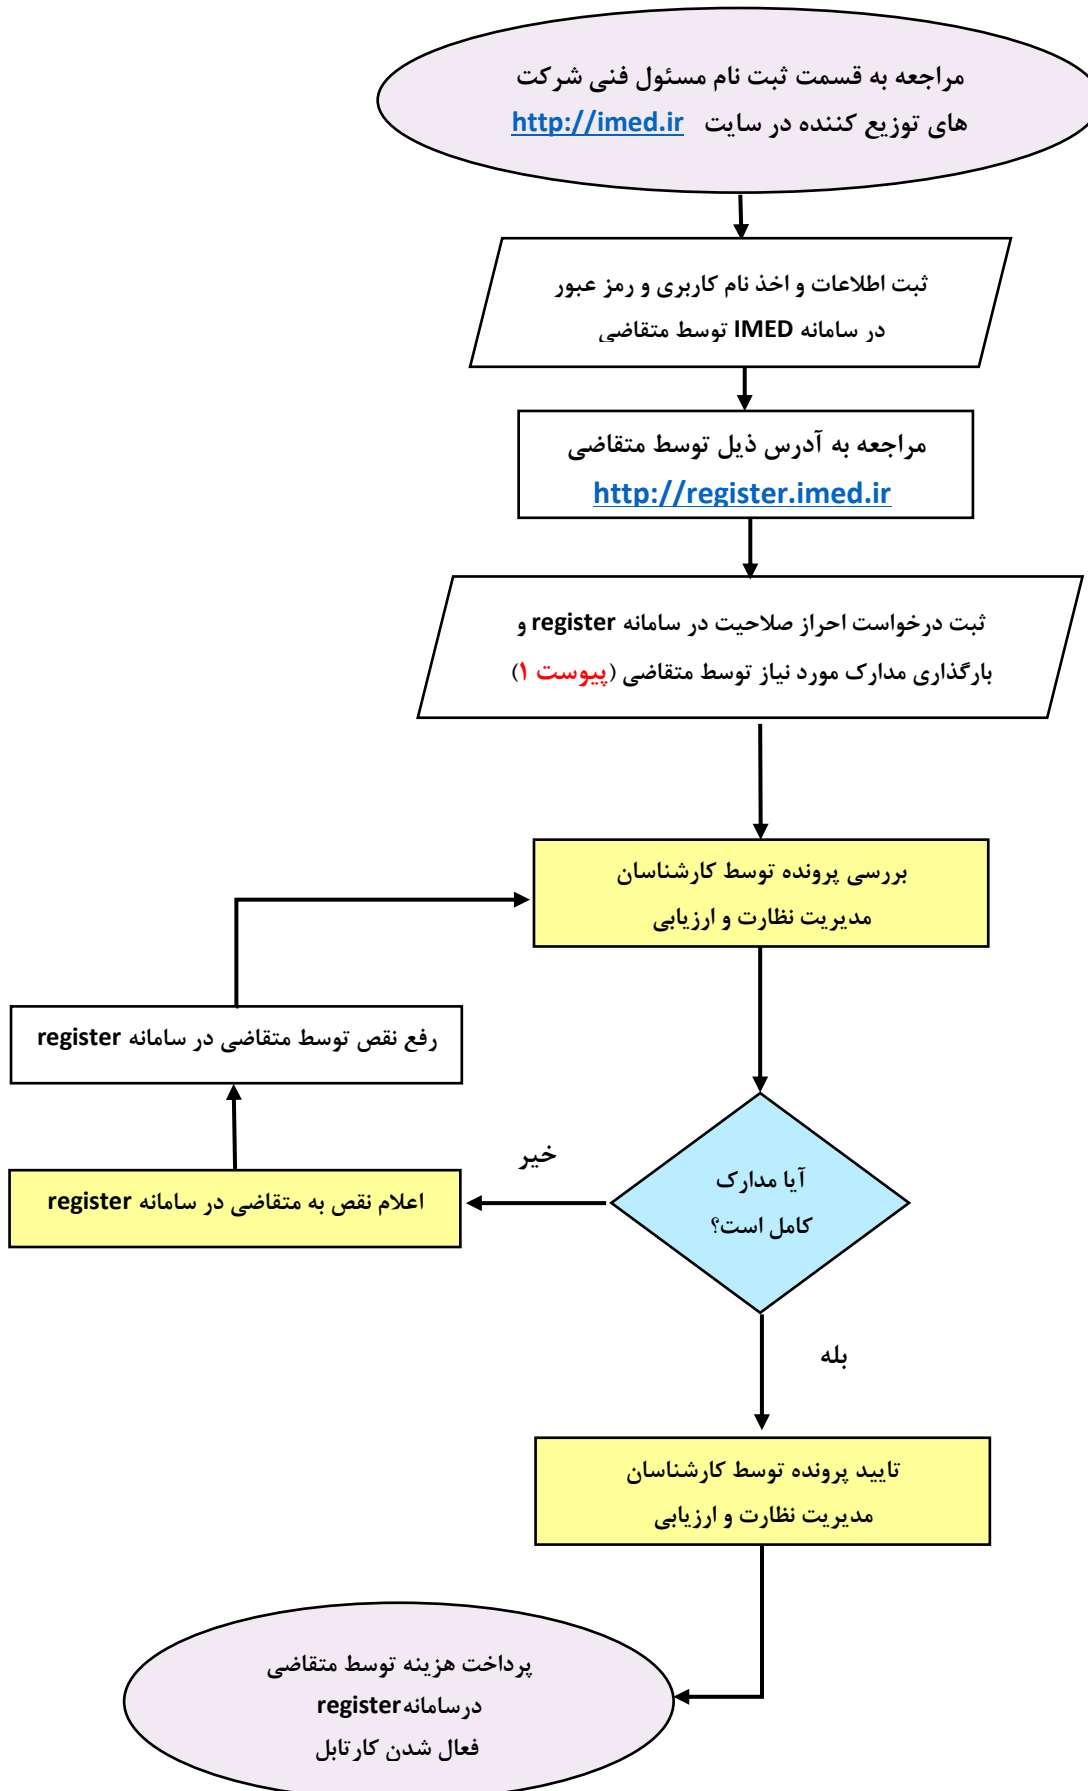 مراجعه به قسمت ثبت نام مسئول فنی شرکت
های توزیع کننده در سایت http://imed.ir
ثبت اطلاعات و اخذ نام کاربری و رمز عبور
در سامانه IMED توسط متقاضی
مراجعه به آدرس ذیل توسط متقاضی
http://register.imed.ir
ثبت درخواست احراز صلاحیت در سامانه register و
بارگذاری مدارک مورد نیاز توسط متقاضی (پیوست ۱)
بررسی پرونده توسط کارشناسان
مدیریت نظارت و ارزیابی
رفع نقص توسط متقاضی در سامانه register
خیر
آیا مدارک
کامل است؟
اعلام نقص به متقاضی در سامانه register
بله
تایید پرونده توسط کارشناسان
مدیریت نظارت و ارزیابی
پرداخت هزینه توسط متقاضی
درسامانه register
فعال شدن کارتابل